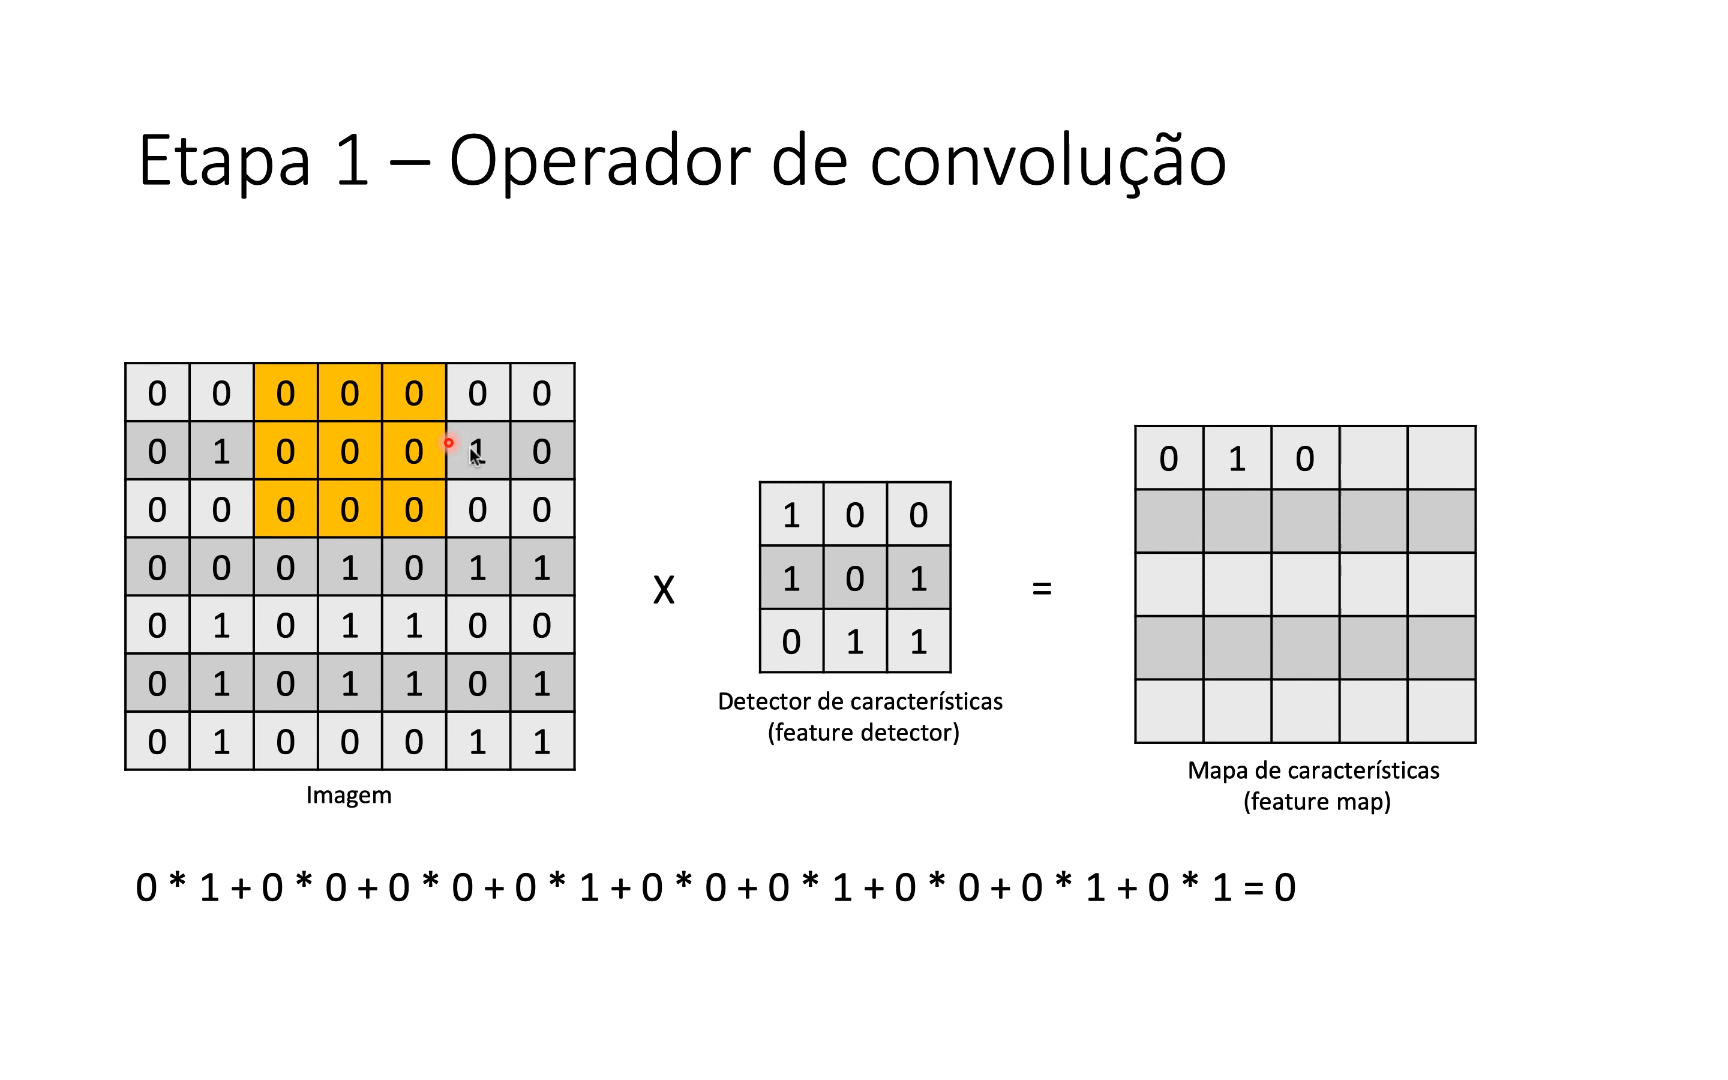 Etapa 1 – Operador de convolução
0 0 0 0 0 0 0
0 1 0 0 0 1 0
0 0 0 0 0 0 0
0 0 0 1 0 1 1
0 1 0 1 1 0 0
0 1 0 1 1 0 1
0 1 0 0 0 1 1
Imagem
X
1 0 0
1 0 1
0 1 1
Detector de características
(feature detector)
=
0 1 0
Mapa de características
(feature map)
0 * 1 + 0 * 0 + 0 * 0 + 0 * 1 + 0 * 0 + 0 * 1 + 0 * 0 + 0 * 1 + 0 * 1 = 0